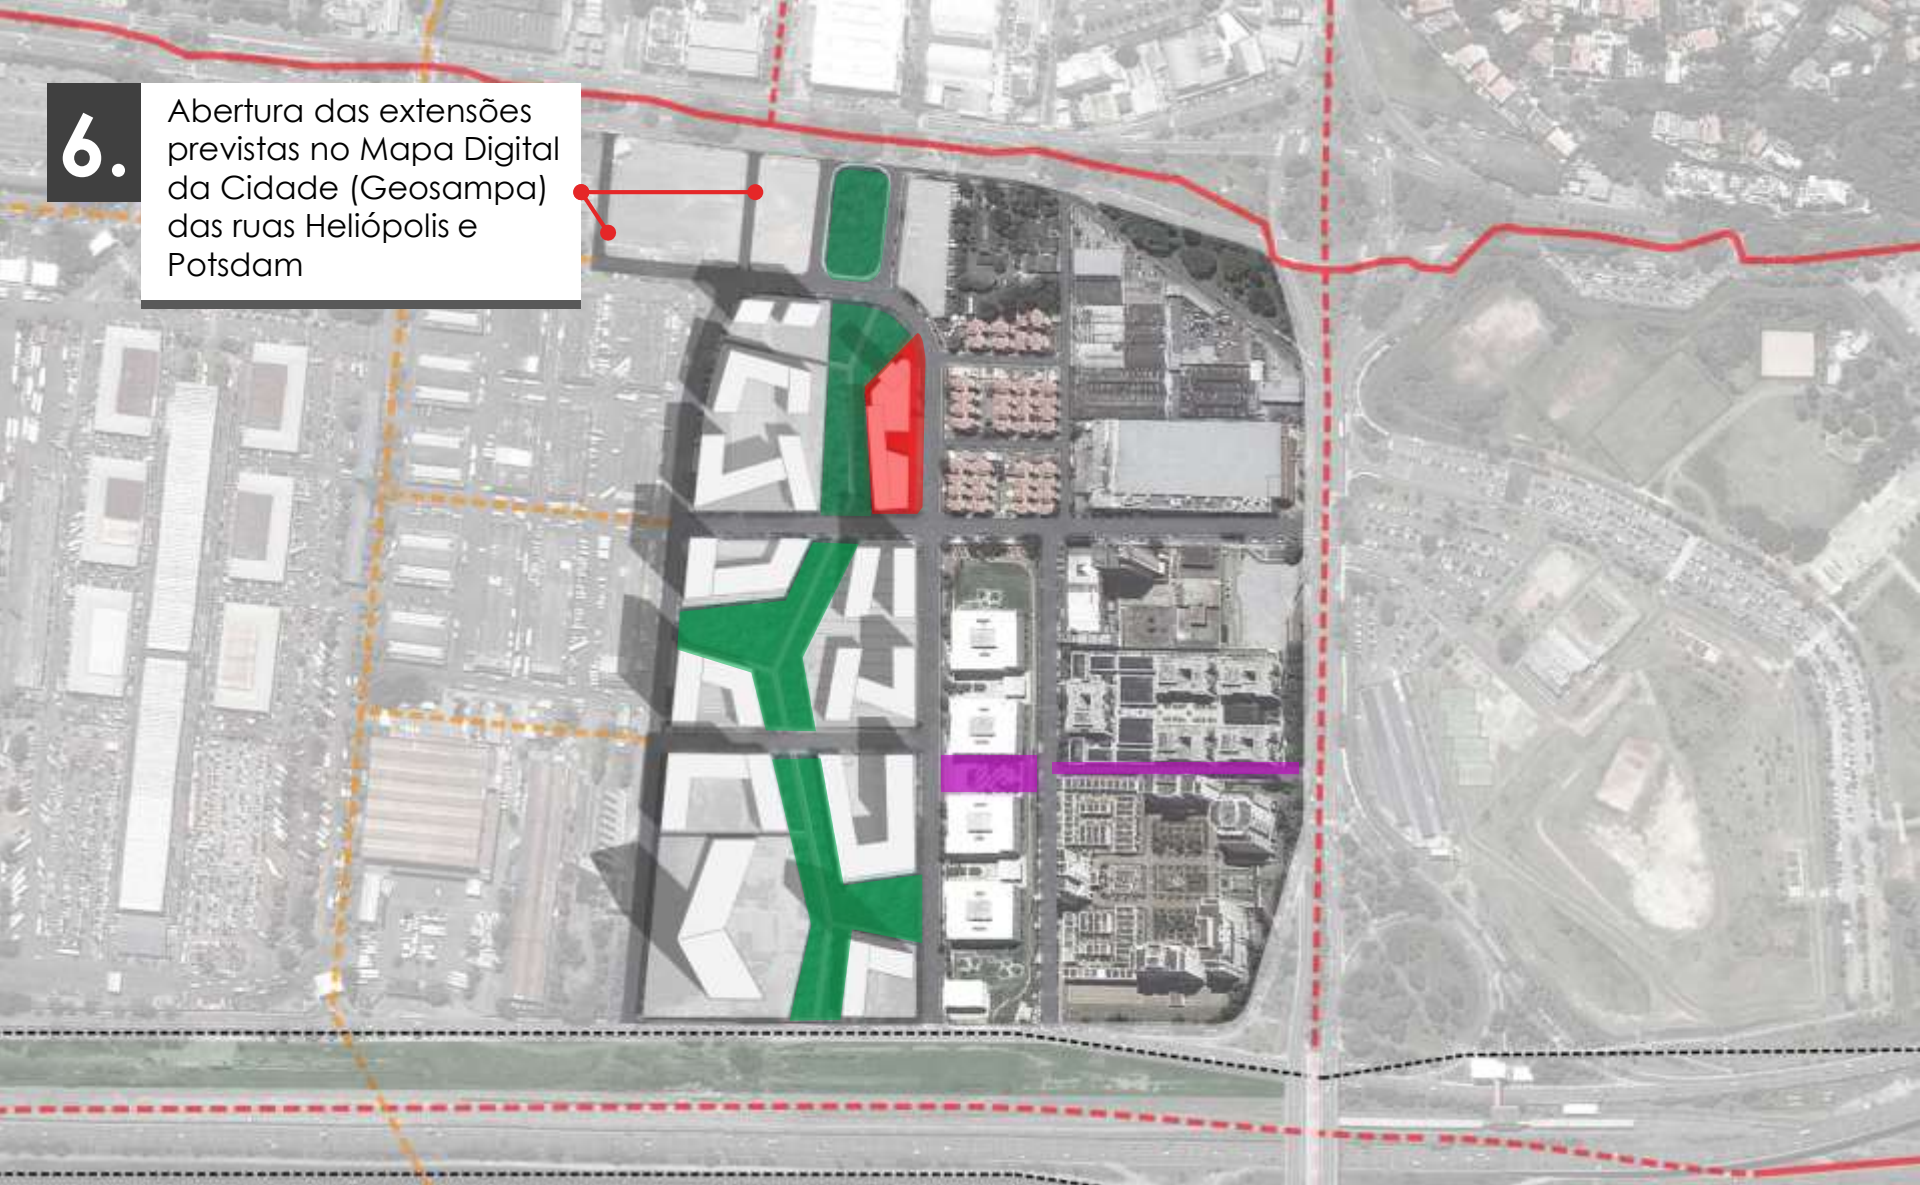 6.
Abertura das extensões
previstas no Mapa Digital
da Cidade (Geosampa)
das ruas Heliópolis e
Potsdam